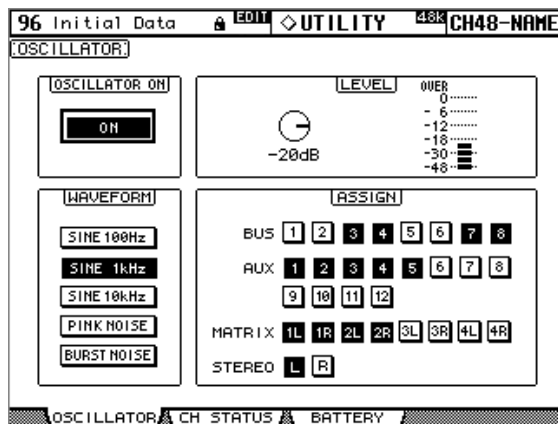 96 Initial Data EDIT ◇UTILITY 48k CH48-NAME
OSCILLATOR
OSCILLATOR ON
ON
LEVEL
OVER
0
-6
-12
-18
-30
-48
-20dB
WAVEFORM
SINE 100Hz
SINE 1kHz
SINE 10kHz
PINK NOISE
BURST NOISE
ASSIGN
BUS 1 2 3 4 5 6 7 8
AUX 1 2 3 4 5 6 7 8
9 10 11 12
MATRIX 1L 1R 2L 2R 3L 3R 4L 4R
STEREO L R
OSCILLATOR CH STATUS BATTERY